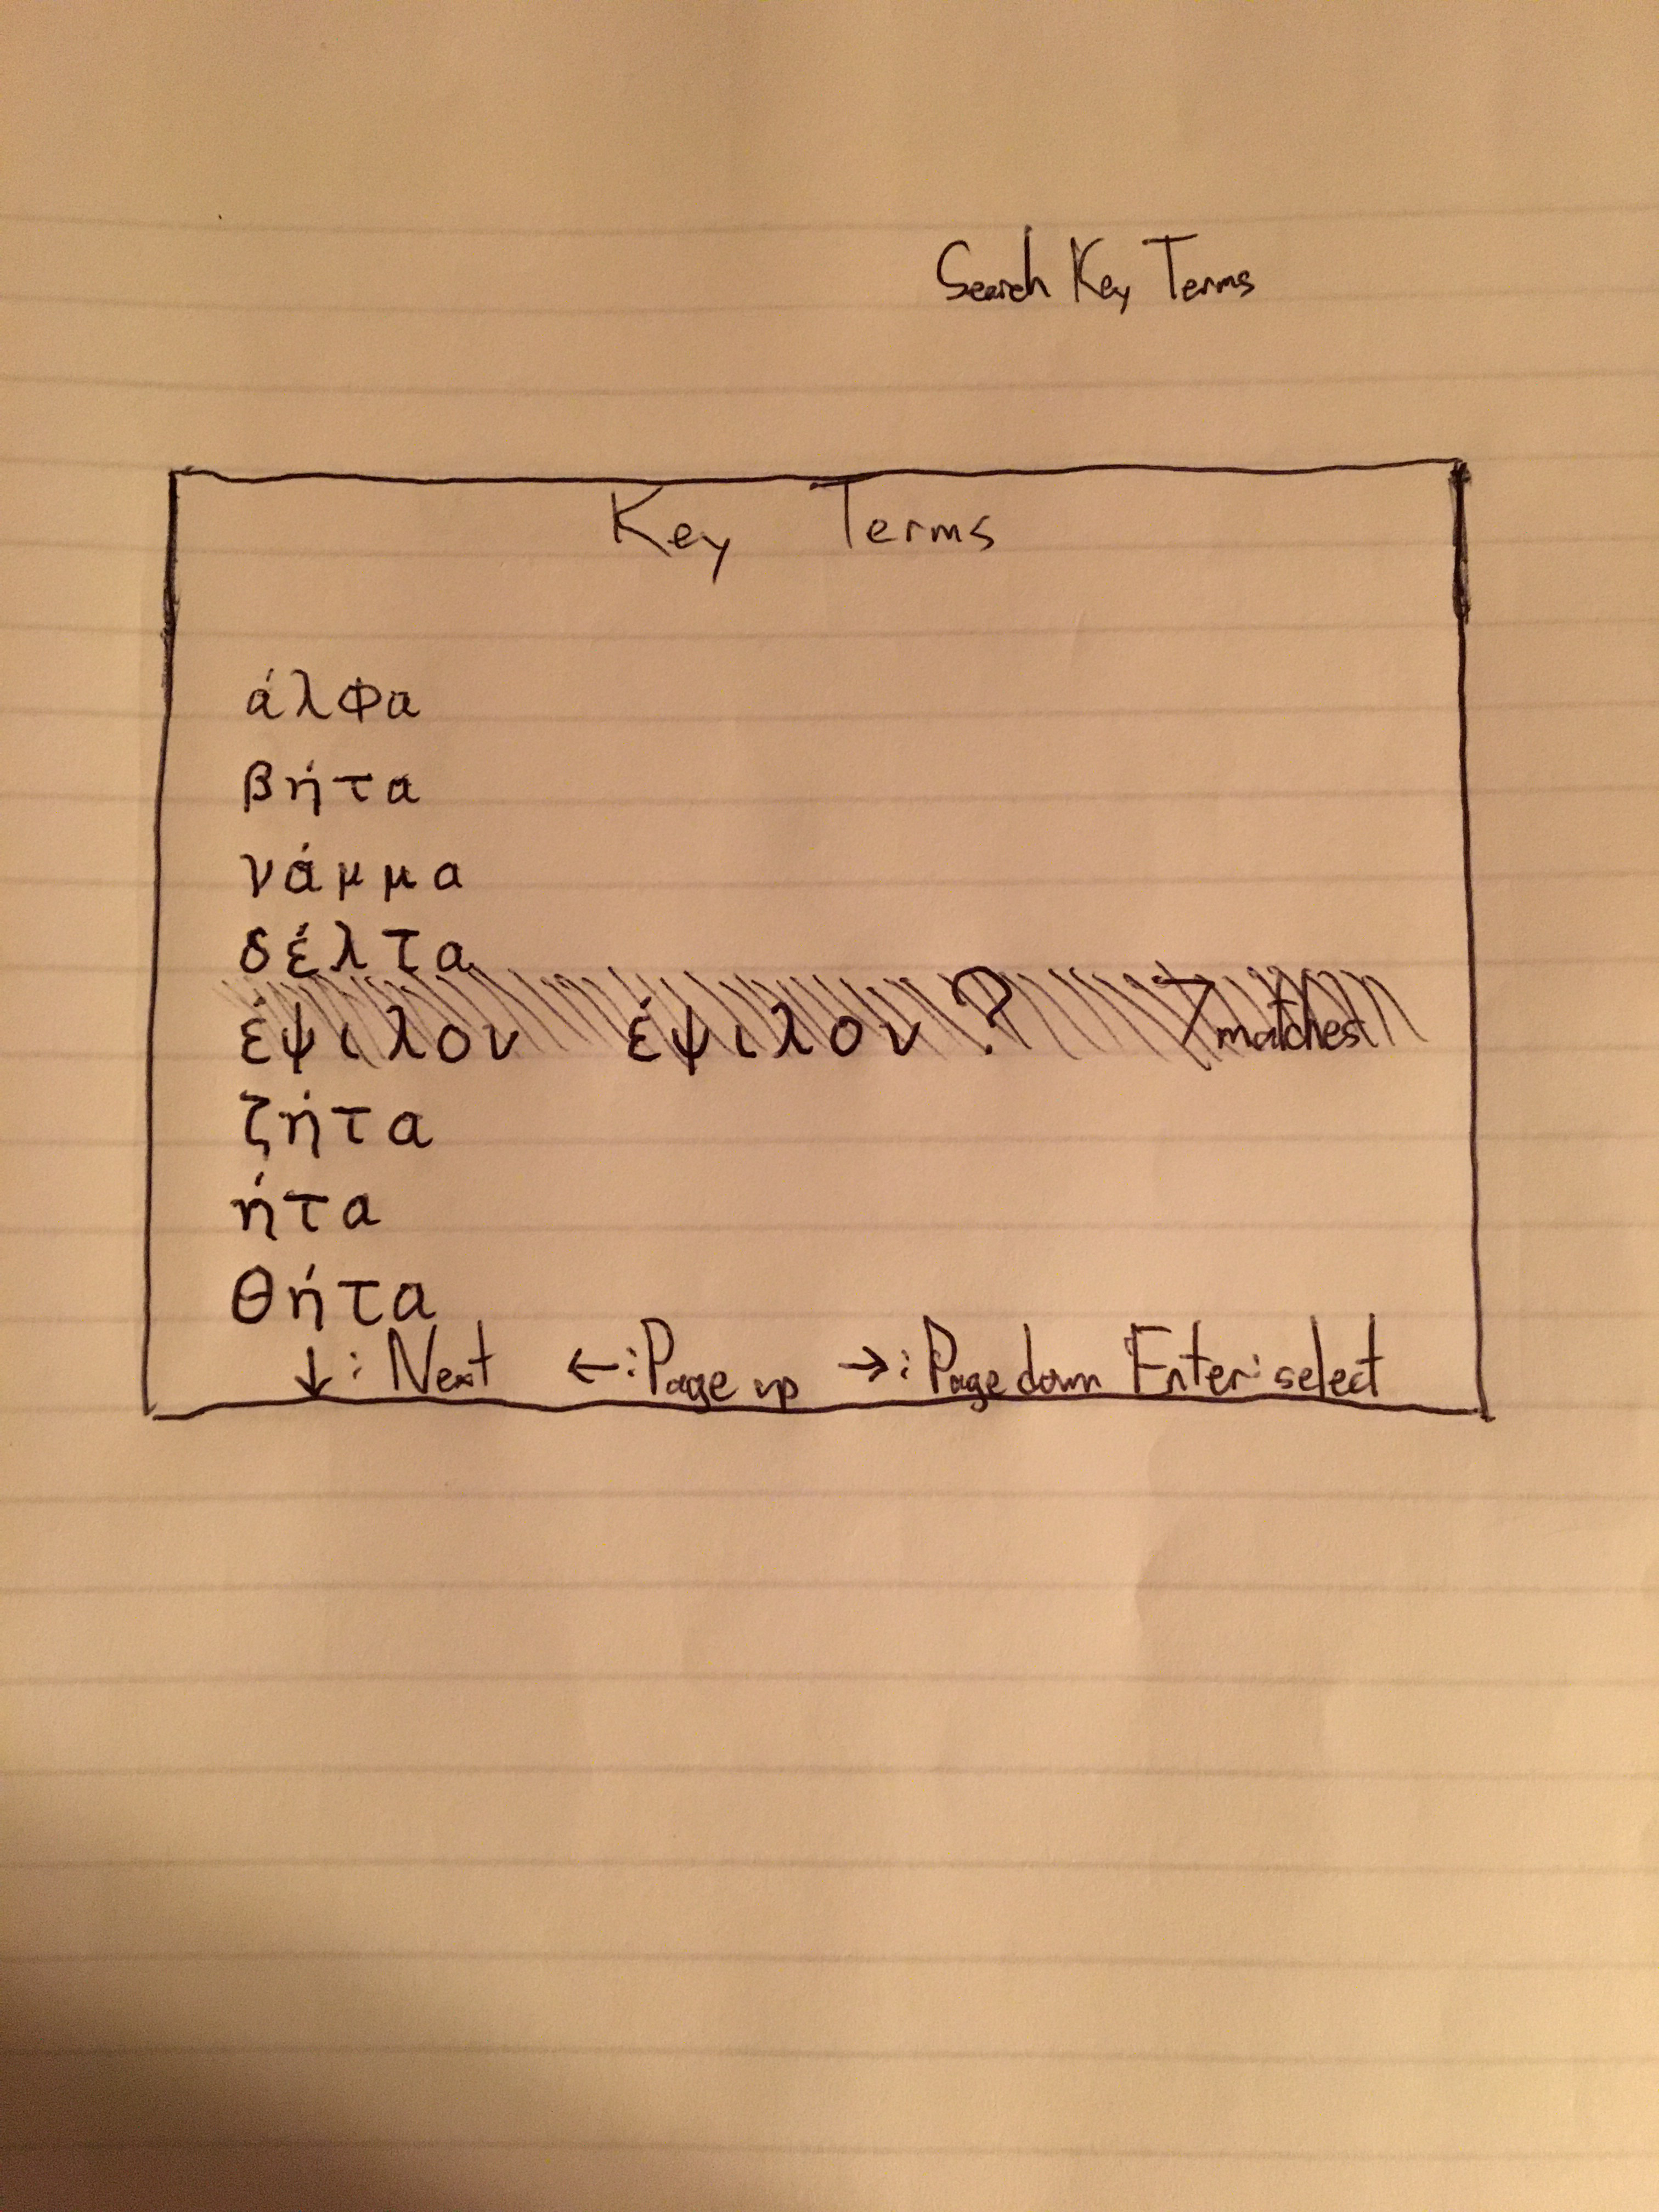 Search Key Terms
Key Terms
άλφα
βήτα
νάμμα
δέλτα
έψιλον έψιλον ? 7 matches
ζήτα
ήτα
θήτα
↓: Next ←: Page up →: Page down Enter: select